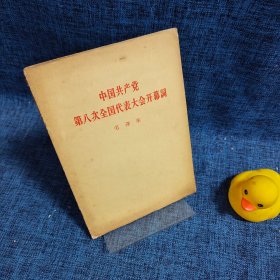 中国共产党
第八次全国代表大会开幕词
毛泽东